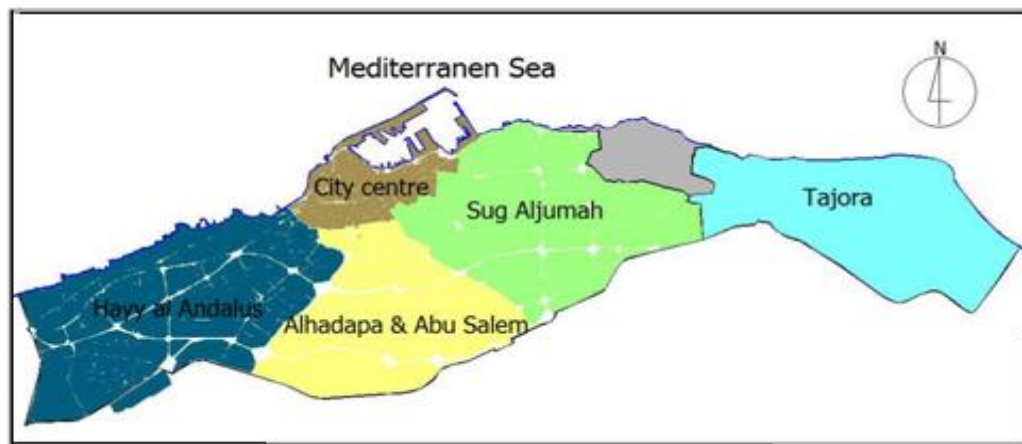 N
Mediterranen Sea
City centre
Sug Aljumah
Tajora
Hayy al Andalus
Alhadapa & Abu Salem